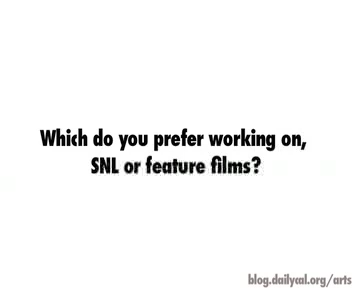 Which do you prefer working on,
SNL or feature films?
blog.dailycal.org/arts